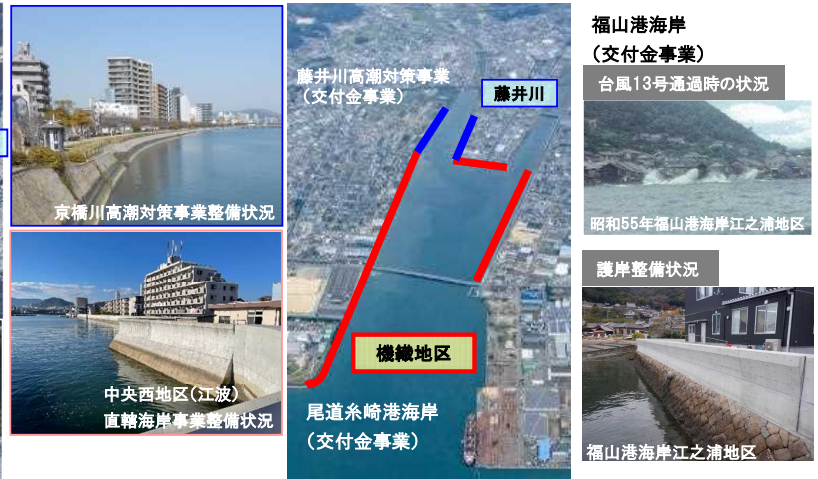 京橋川高潮対策事業整備状況
中央西地区(江波)
直轄海岸事業整備状況
藤井川高潮対策事業
(交付金事業)
藤井川
機織地区
尾道糸崎港海岸
(交付金事業)
福山港海岸
(交付金事業)
台風13号通過時の状況
昭和55年福山港海岸江之浦地区
護岸整備状況
福山港海岸江之浦地区